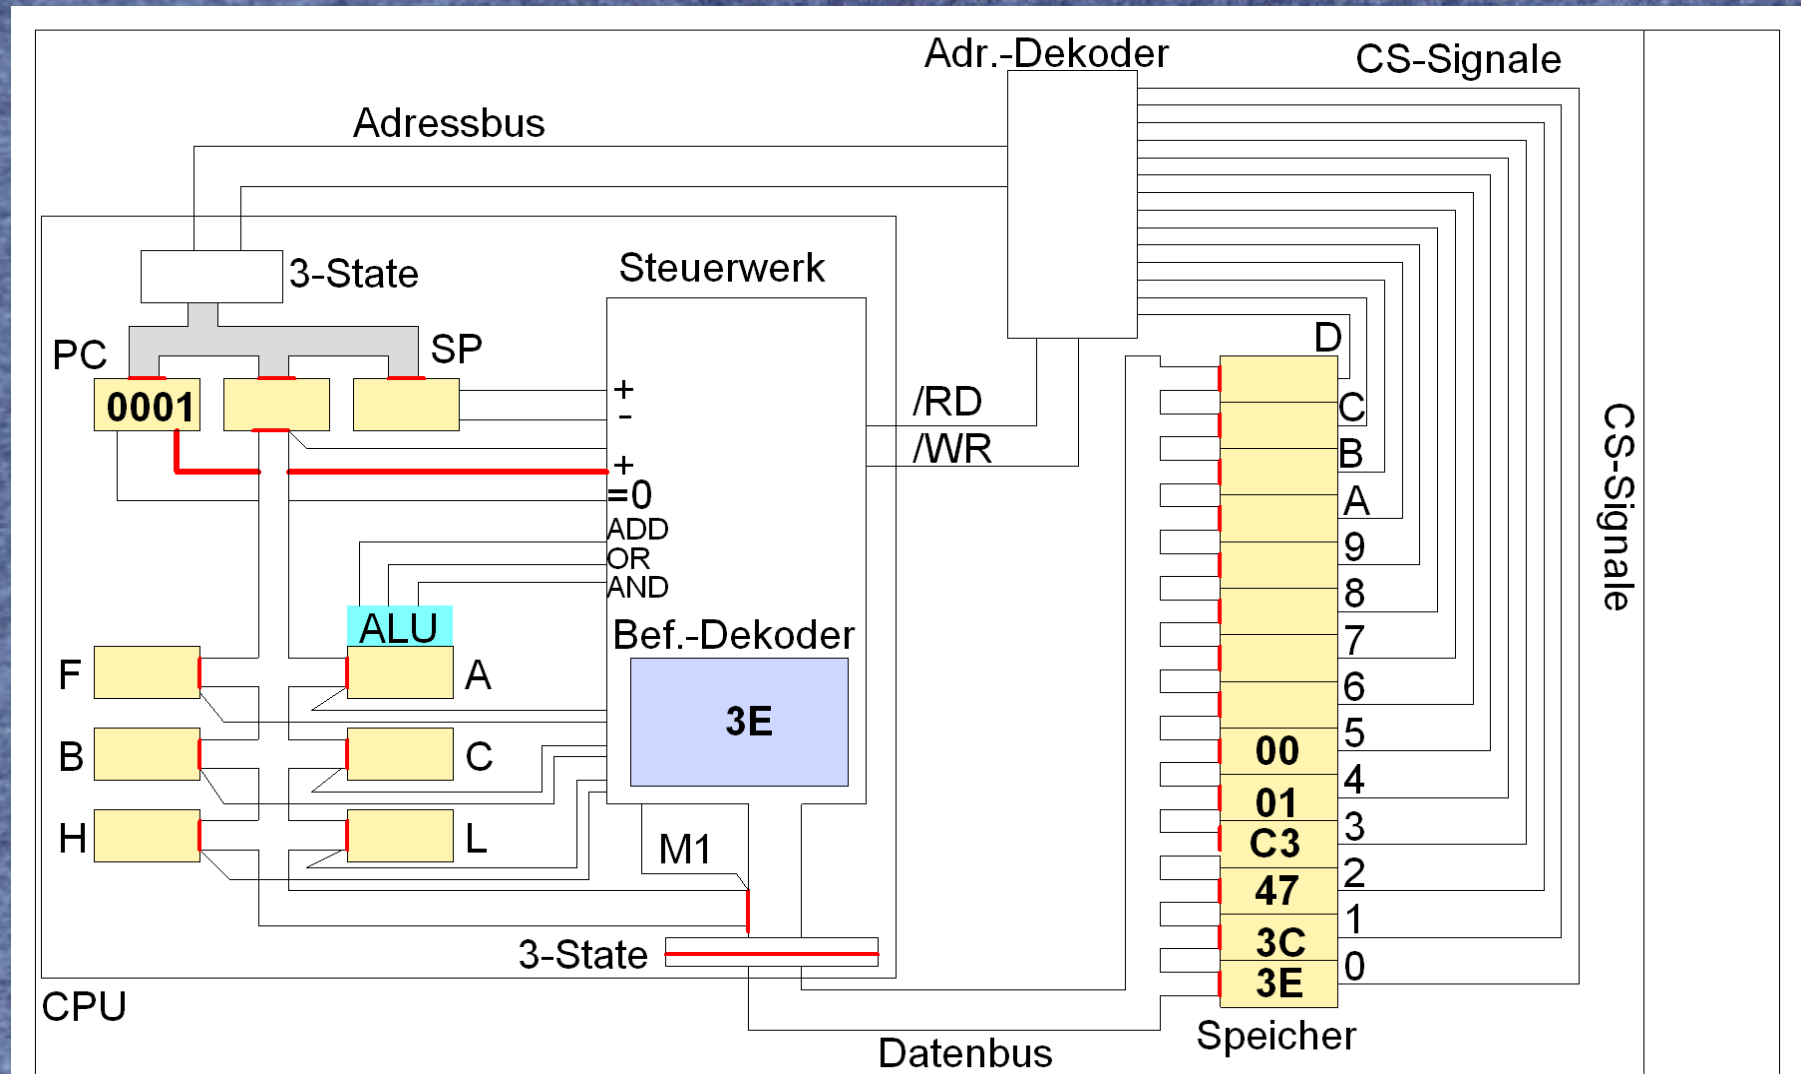 Adr.-Dekoder
CS-Signale
Adressbus
3-State
Steuerwerk
PC
SP
0001
+
-
+
=0
ADD
OR
AND
/RD
/WR
ALU
Bef.-Dekoder
3E
F
A
B
C
H
L
M1
3-State
CPU
Datenbus
D
C
B
A
9
8
7
6
5
00
4
01
3
C3
2
47
1
3C
0
3E
Speicher
CS-Signale